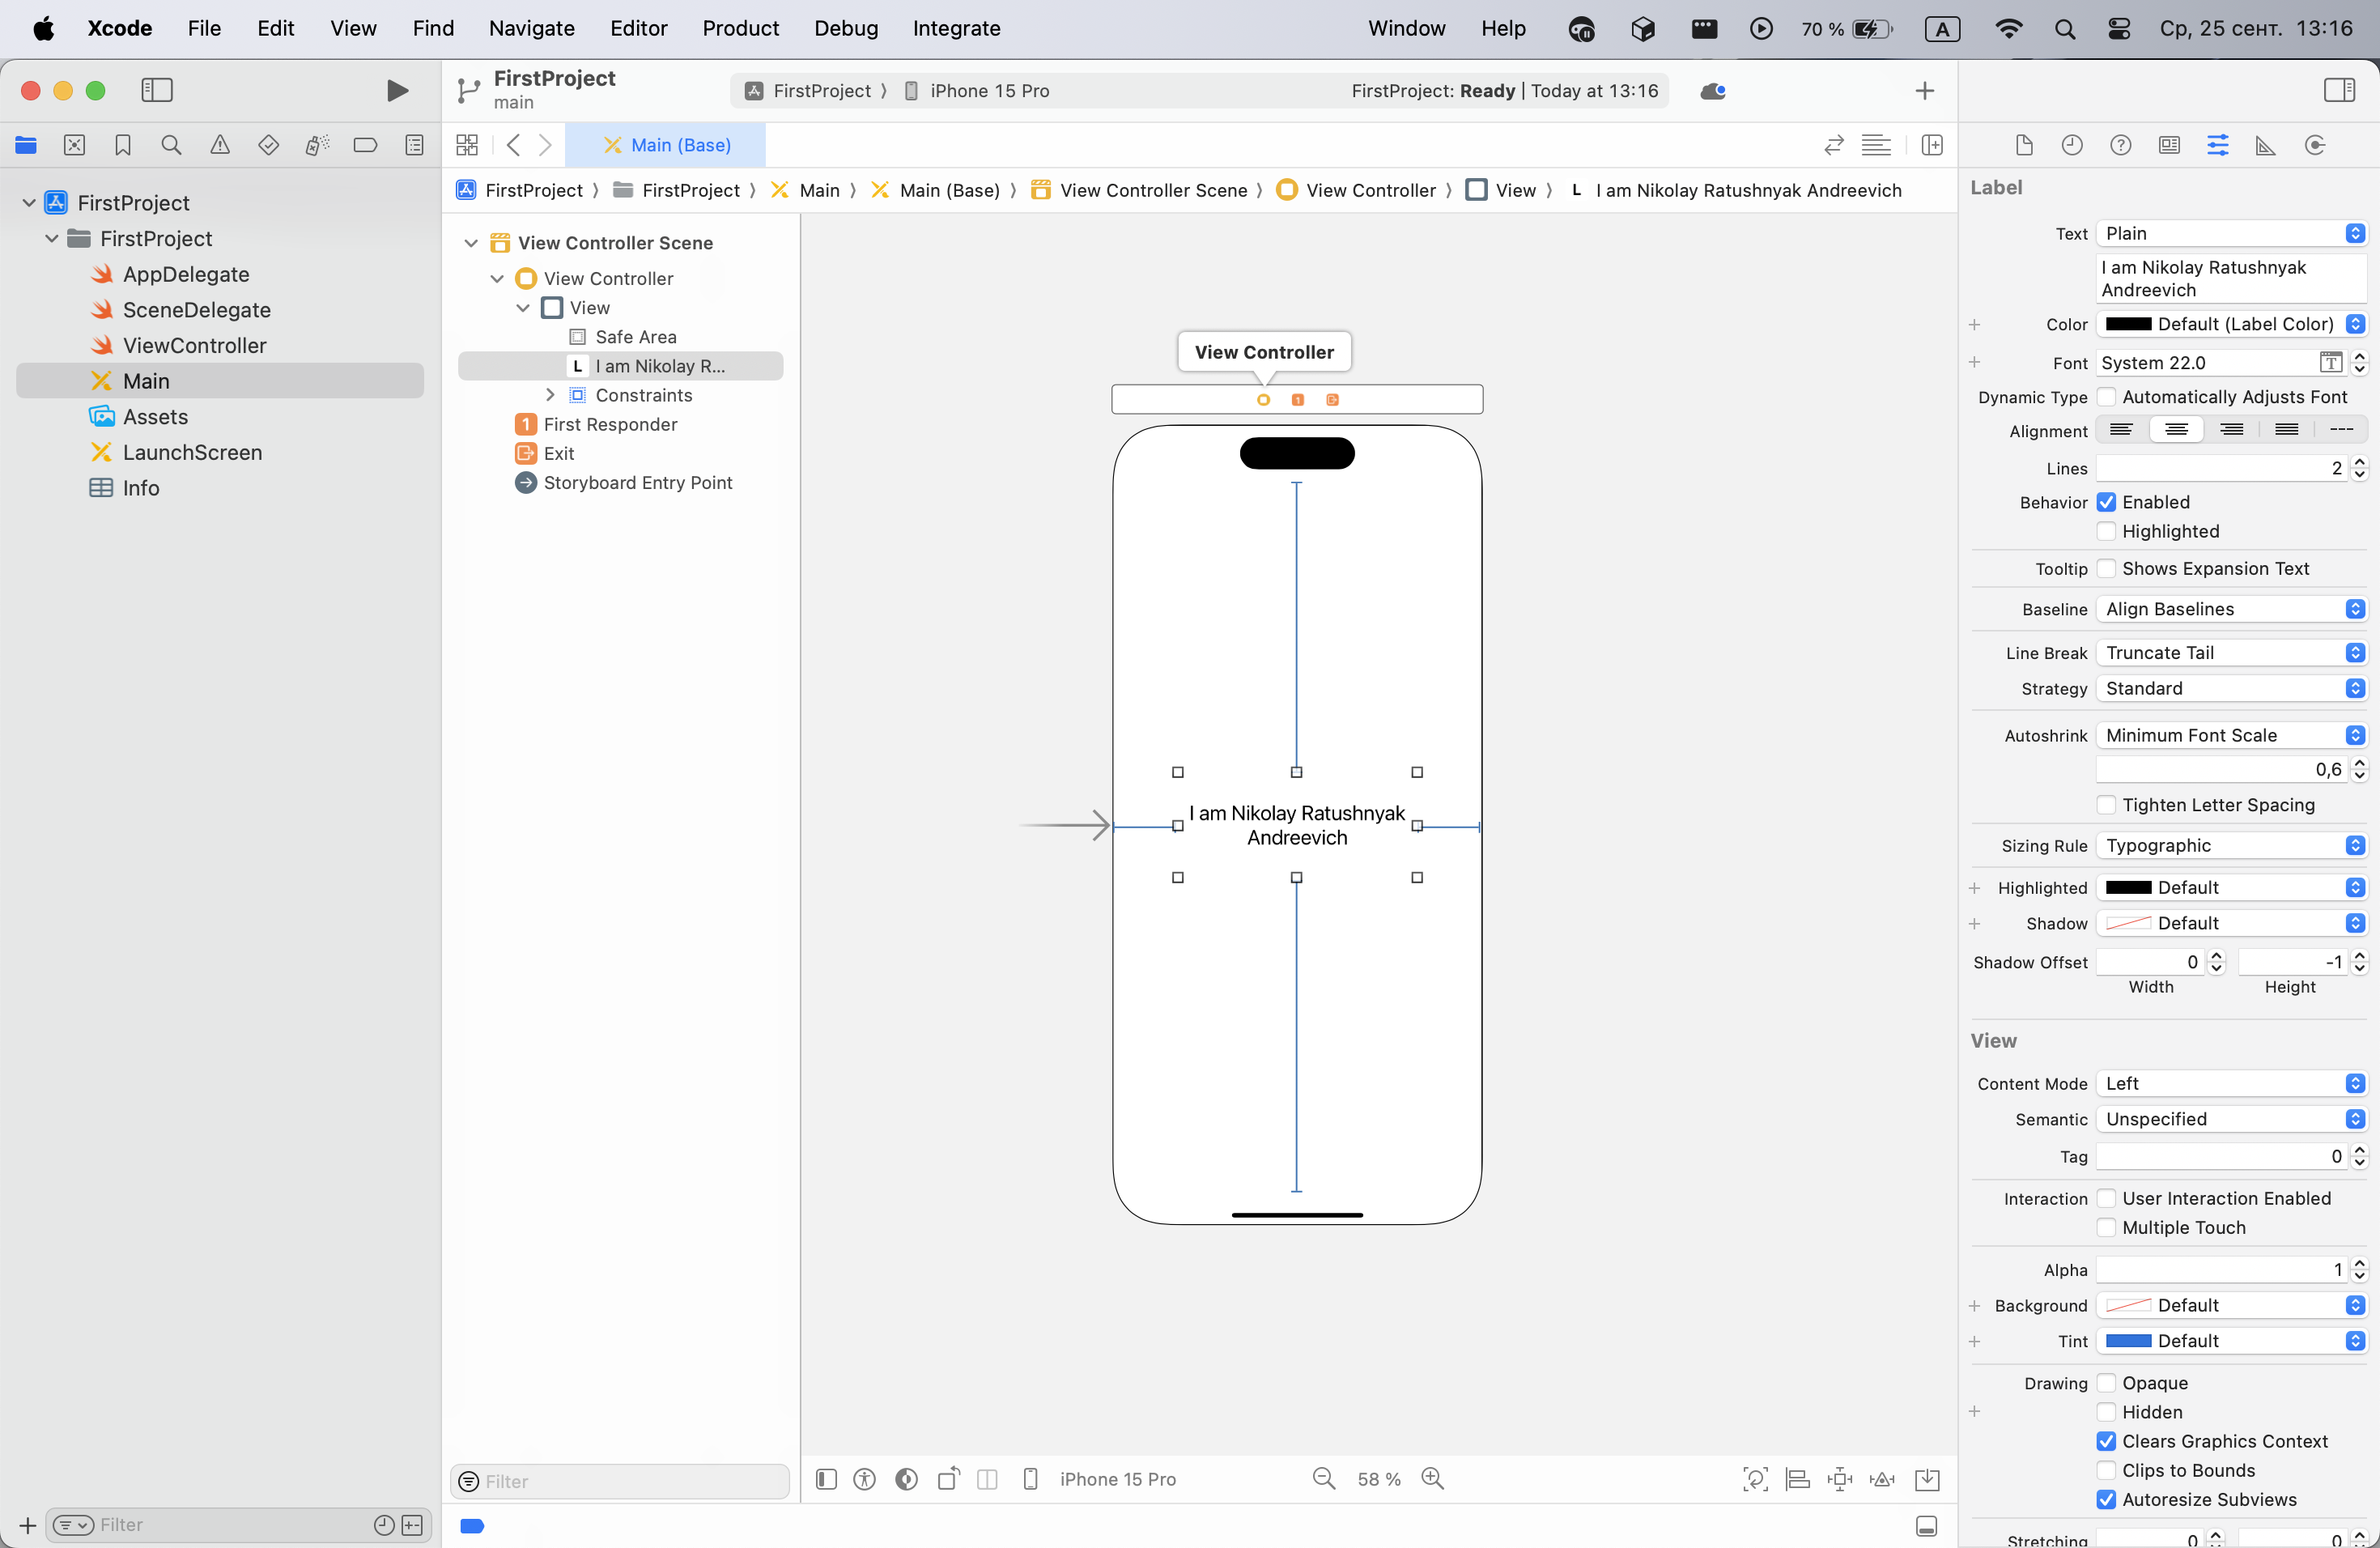 Xcode File Edit View Find Navigate Editor Product Debug Integrate Window Help 70 % A Ср, 25 сент. 13:16
FirstProject
main
FirstProject 〉 iPhone 15 Pro
FirstProject: Ready | Today at 13:16
Main (Base)
FirstProject 〉 FirstProject 〉 Main 〉 Main (Base) 〉 View Controller Scene 〉 View Controller 〉 View 〉 L I am Nikolay Ratushnyak Andreevich
FirstProject
FirstProject
AppDelegate
SceneDelegate
ViewController
Main
Assets
LaunchScreen
Info
Filter
View Controller Scene
View Controller
View
Safe Area
L I am Nikolay R...
Constraints
1 First Responder
Exit
Storyboard Entry Point
Filter
View Controller
1
I am Nikolay Ratushnyak
Andreevich
iPhone 15 Pro
58 %
Label
Text Plain
I am Nikolay Ratushnyak
Andreevich
Color Default (Label Color)
Font System 22.0 T
Dynamic Type Automatically Adjusts Font
Alignment
Lines 2
Behavior Enabled
Highlighted
Tooltip Shows Expansion Text
Baseline Align Baselines
Line Break Truncate Tail
Strategy Standard
Autoshrink Minimum Font Scale
0,6
Tighten Letter Spacing
Sizing Rule Typographic
Highlighted Default
Shadow Default
Shadow Offset 0 -1
Width Height
View
Content Mode Left
Semantic Unspecified
Tag 0
Interaction User Interaction Enabled
Multiple Touch
Alpha 1
Background Default
Tint Default
Drawing Opaque
Hidden
Clears Graphics Context
Clips to Bounds
Autoresize Subviews
Stretching 0 0